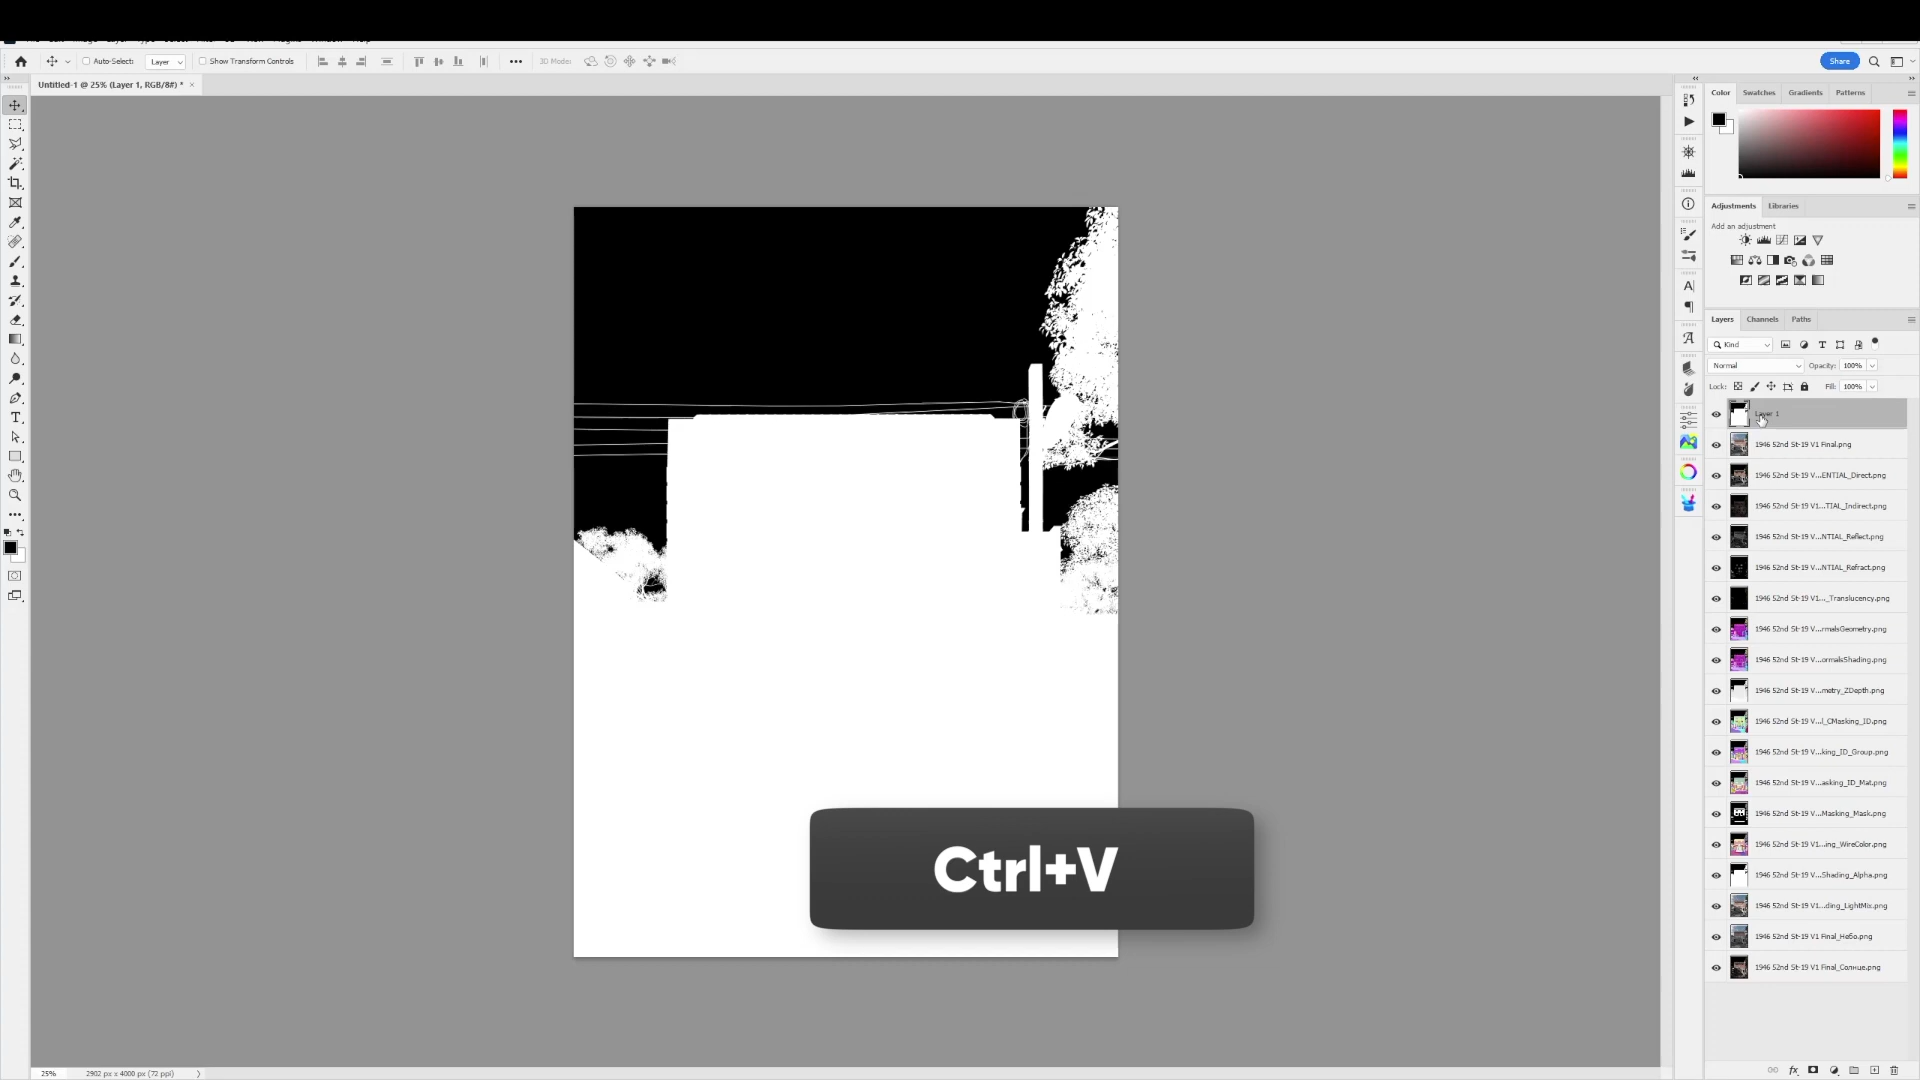 Auto-Select:
Layer
Show Transform Controls
3D Mode:
Share
Untitled-1 @ 25% (Layer 1, RGB/8#) *
Color
Swatches
Gradients
Patterns
Adjustments
Libraries
Add an adjustment
Layers
Channels
Paths
Kind
Normal
Opacity: 100%
Lock:
Fill: 100%
Layer 1
1946 52nd St-19 V1 Final.png
1946 52nd St-19 V...ENTIAL_Direct.png
1946 52nd St-19 V1...TIAL_Indirect.png
1946 52nd St-19 V...NTIAL_Reflect.png
1946 52nd St-19 V...NTIAL_Refract.png
1946 52nd St-19 V1..._Translucency.png
1946 52nd St-19 V...rmalsGeometry.png
1946 52nd St-19 V...ormalsShading.png
1946 52nd St-19 V...metry_ZDepth.png
1946 52nd St-19 V...l_CMasking_ID.png
1946 52nd St-19 V...king_ID_Group.png
1946 52nd St-19 V...asking_ID_Mat.png
1946 52nd St-19 V...Masking_Mask.png
1946 52nd St-19 V...ing_WireColor.png
1946 52nd St-19 V...Shading_Alpha.png
1946 52nd St-19 V1...ding_LightMix.png
1946 52nd St-19 V1 Final_Небо.png
1946 52nd St-19 V1 Final_Солнце.png
Ctrl+V
25%
2902 px x 4000 px (72 ppi)